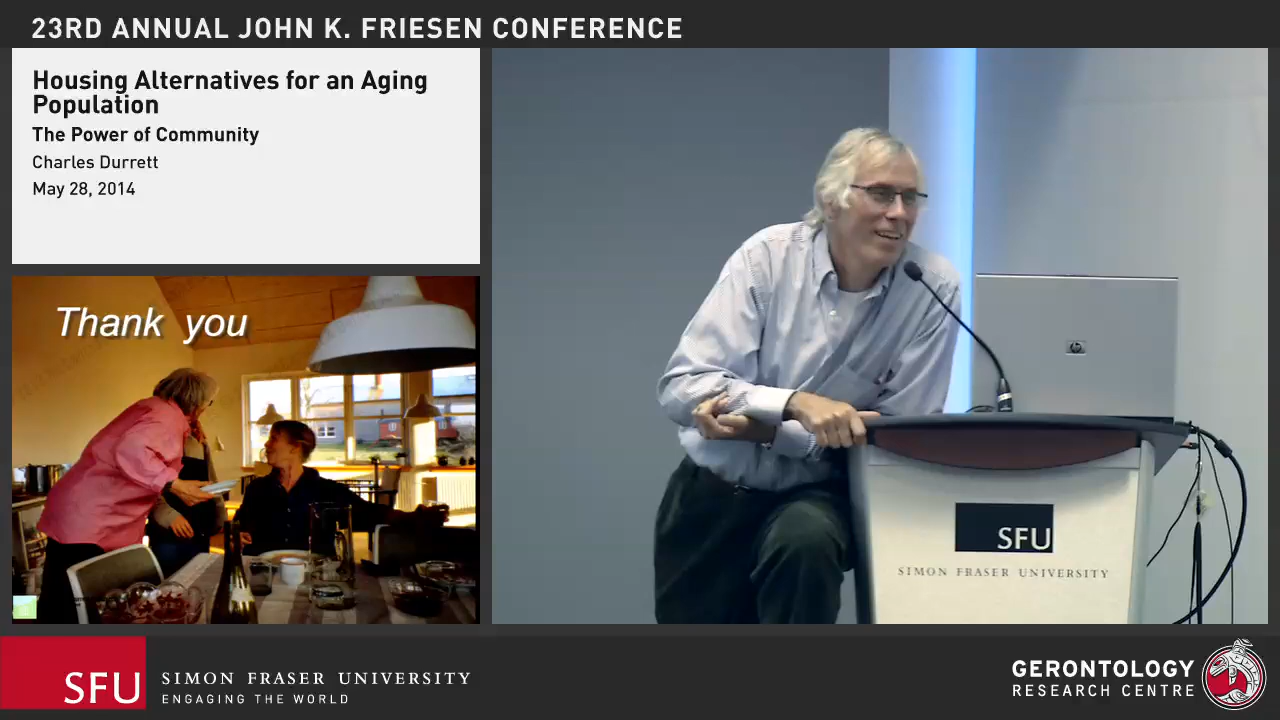 23RD ANNUAL JOHN K. FRIESEN CONFERENCE
Housing Alternatives for an Aging
Population
The Power of Community
Charles Durrett
May 28, 2014
Thank you
hp
SFU
SIMON FRASER UNIVERSITY
SFU
SIMON FRASER UNIVERSITY
ENGAGING THE WORLD
GERONTOLOGY
RESEARCH CENTRE